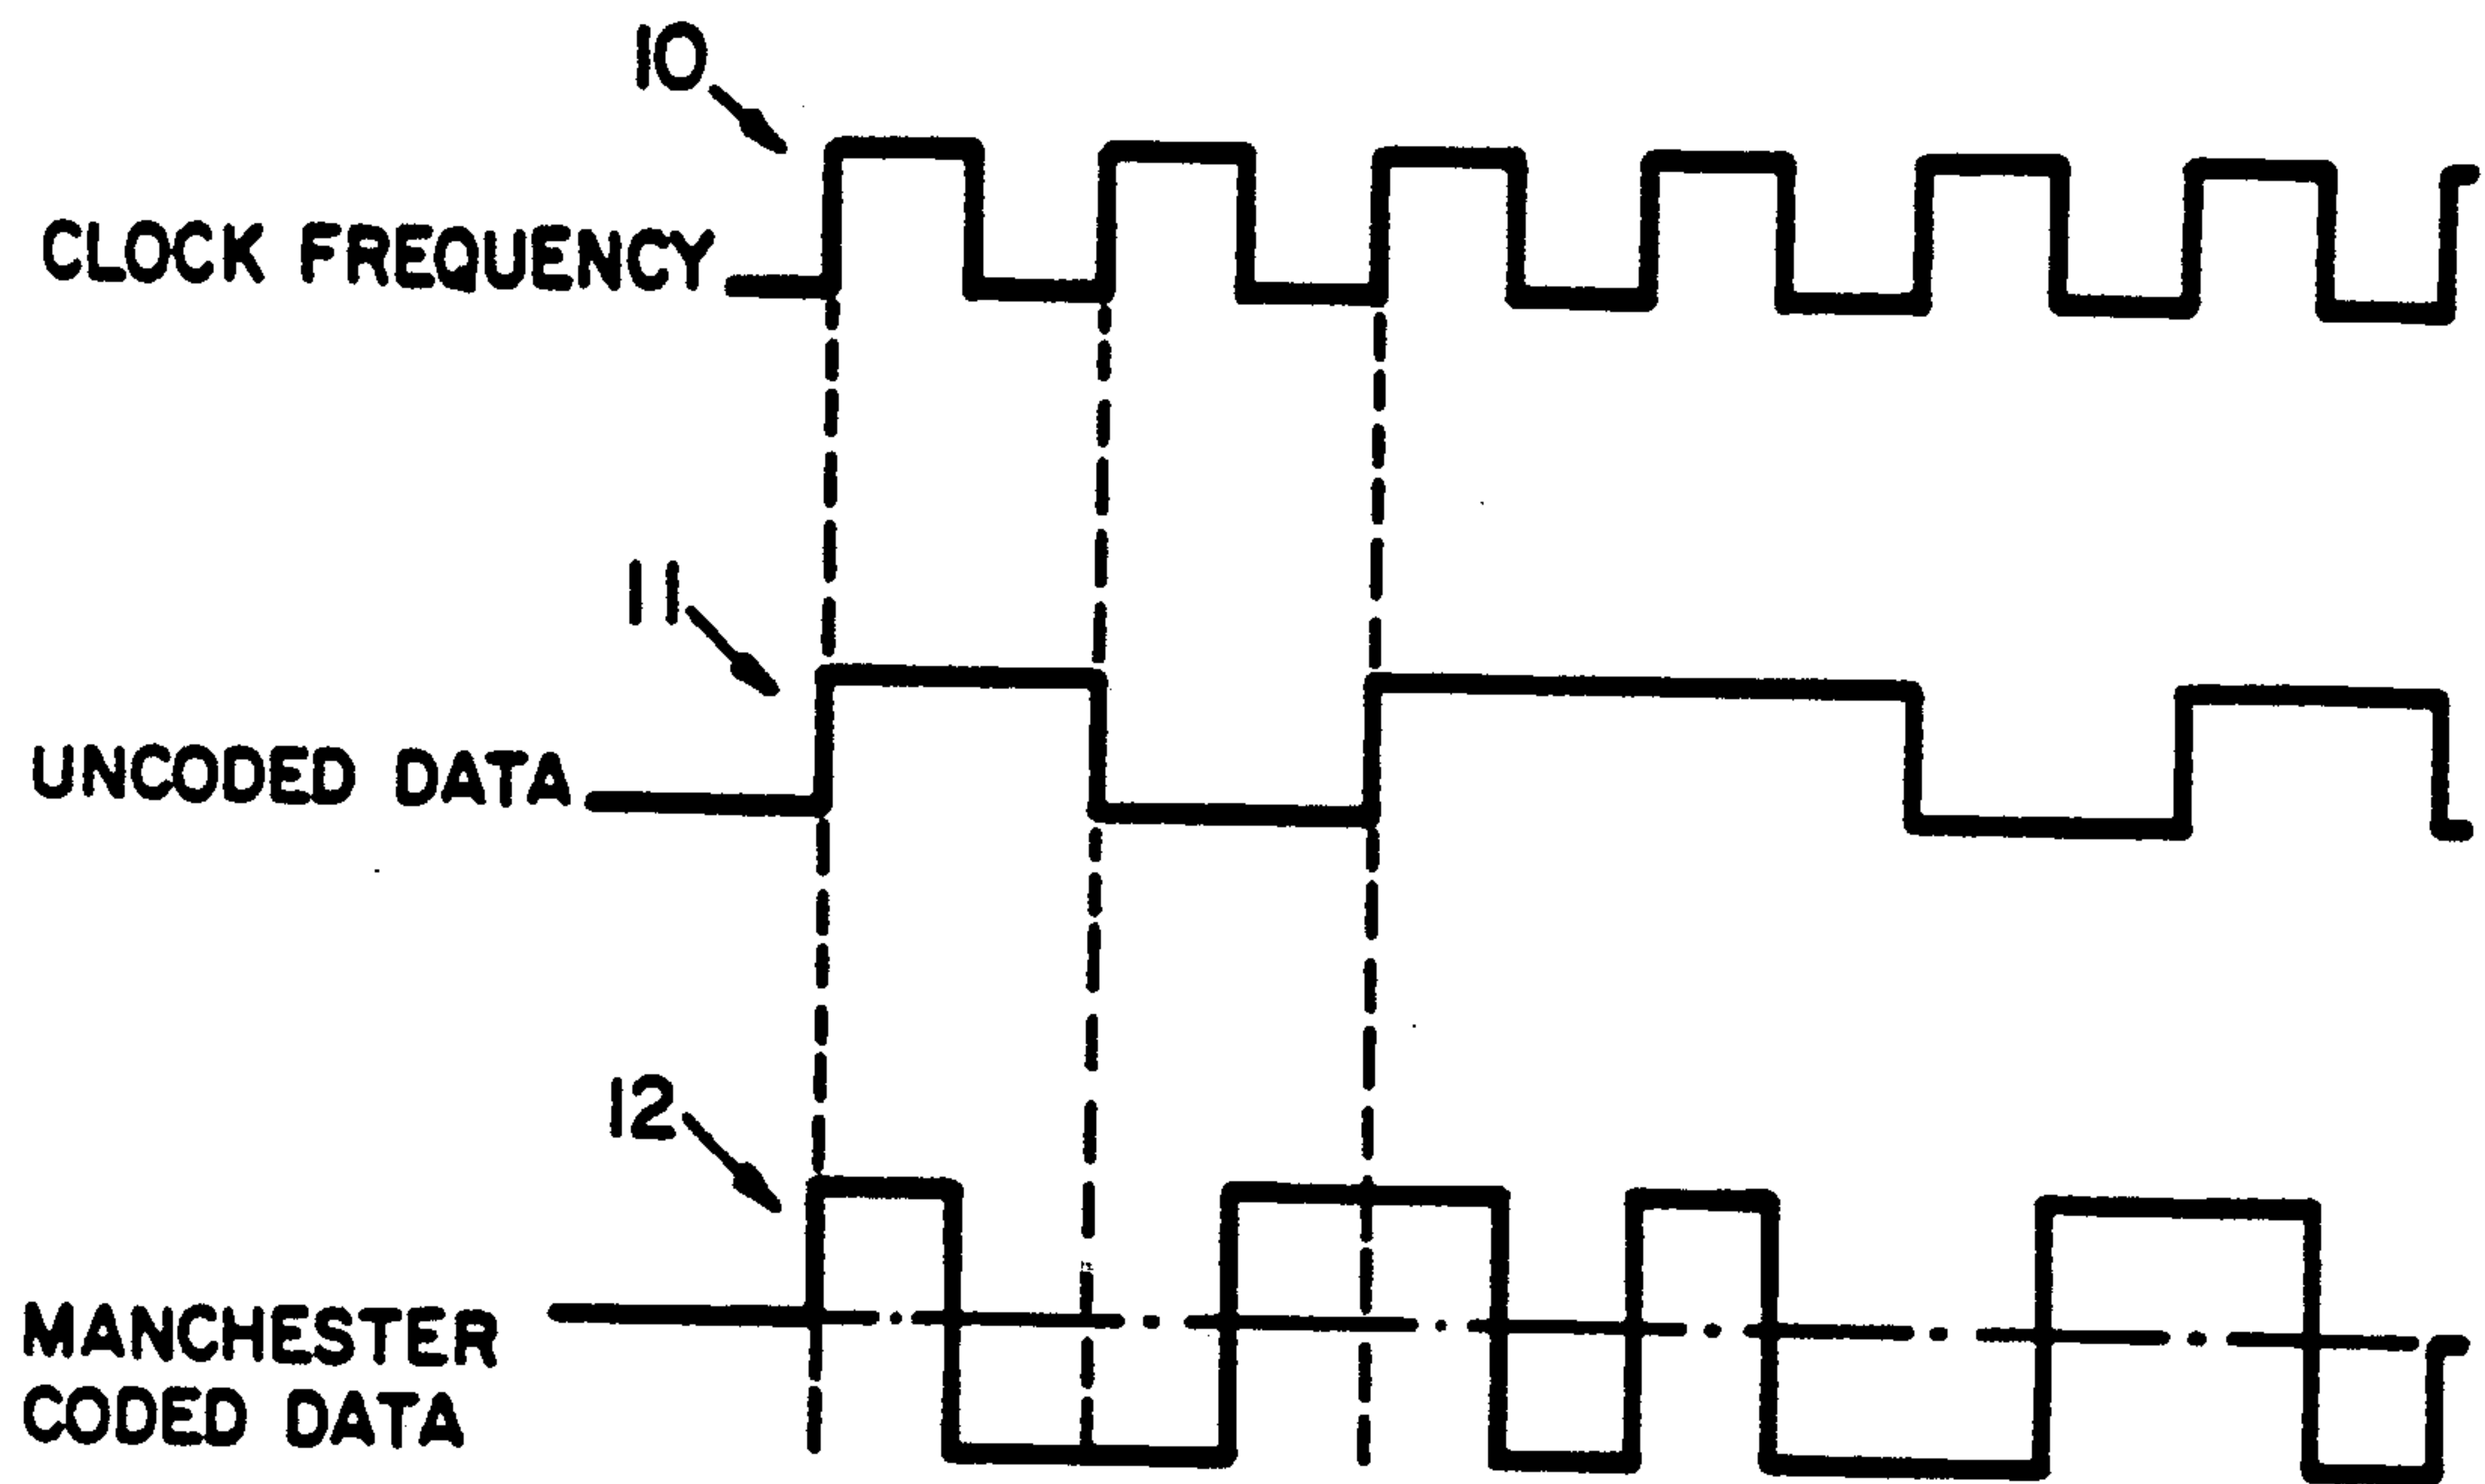 10
CLOCK FREQUENCY
11
UNCODED DATA
12
MANCHESTER
CODED DATA